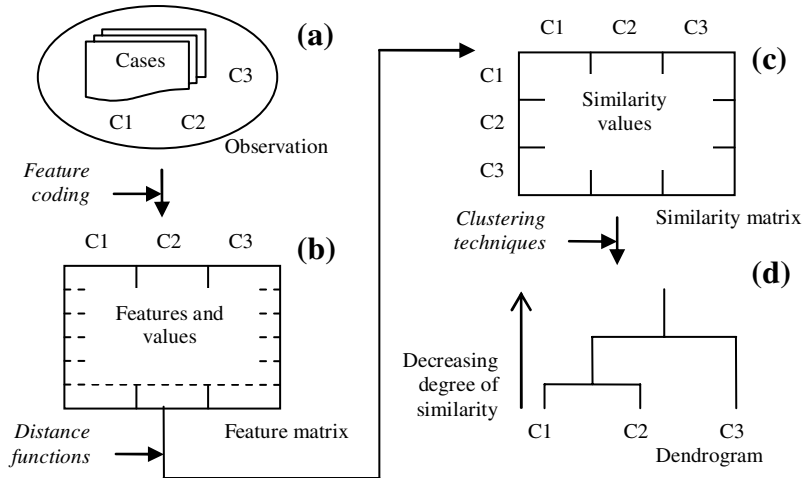 (a)
Cases
C3
C1 C2
Observation
Feature
coding
C1 C2 C3
(b)
Features and
values
Feature matrix
Distance
functions
C1 C2 C3
(c)
C1
C2
C3
Similarity
values
Similarity matrix
Clustering
techniques
(d)
Decreasing
degree of
similarity
C1 C2 C3
Dendrogram